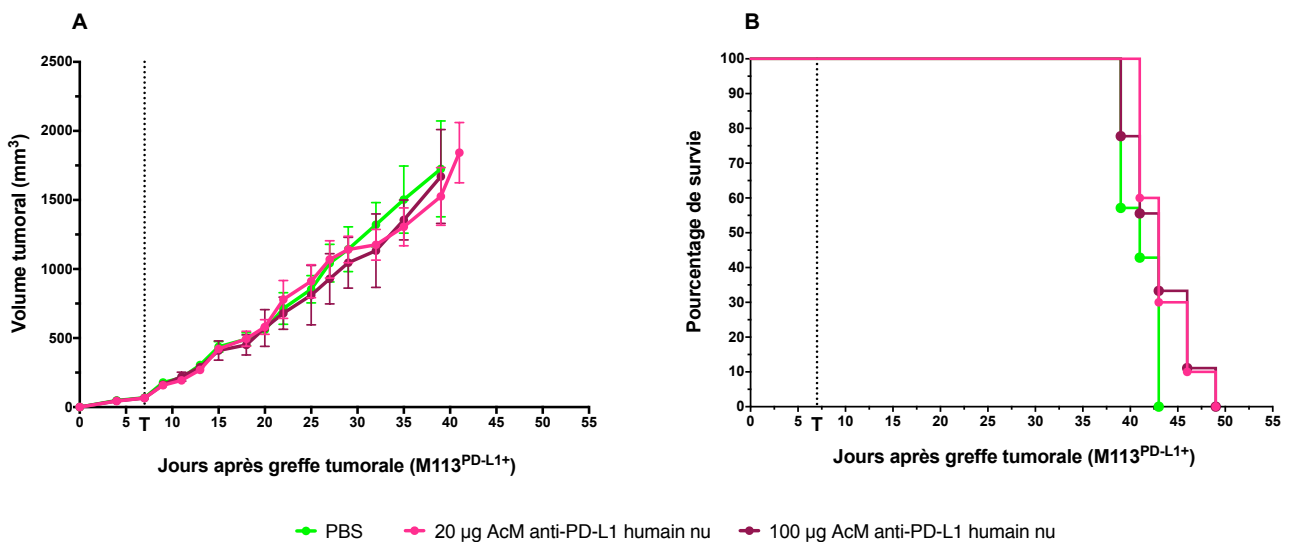 A
B
Volume tumoral (mm³)
2500
2000
1500
1000
500
0
0 5 10 15 20 25 30 35 40 45 50 55
T
Jours après greffe tumorale (M113PD-L1+)
Pourcentage de survie
100
90
80
70
60
50
40
30
20
10
0
0 5 10 15 20 25 30 35 40 45 50 55
T
Jours après greffe tumorale (M113PD-L1+)
PBS 20 µg AcM anti-PD-L1 humain nu 100 µg AcM anti-PD-L1 humain nu